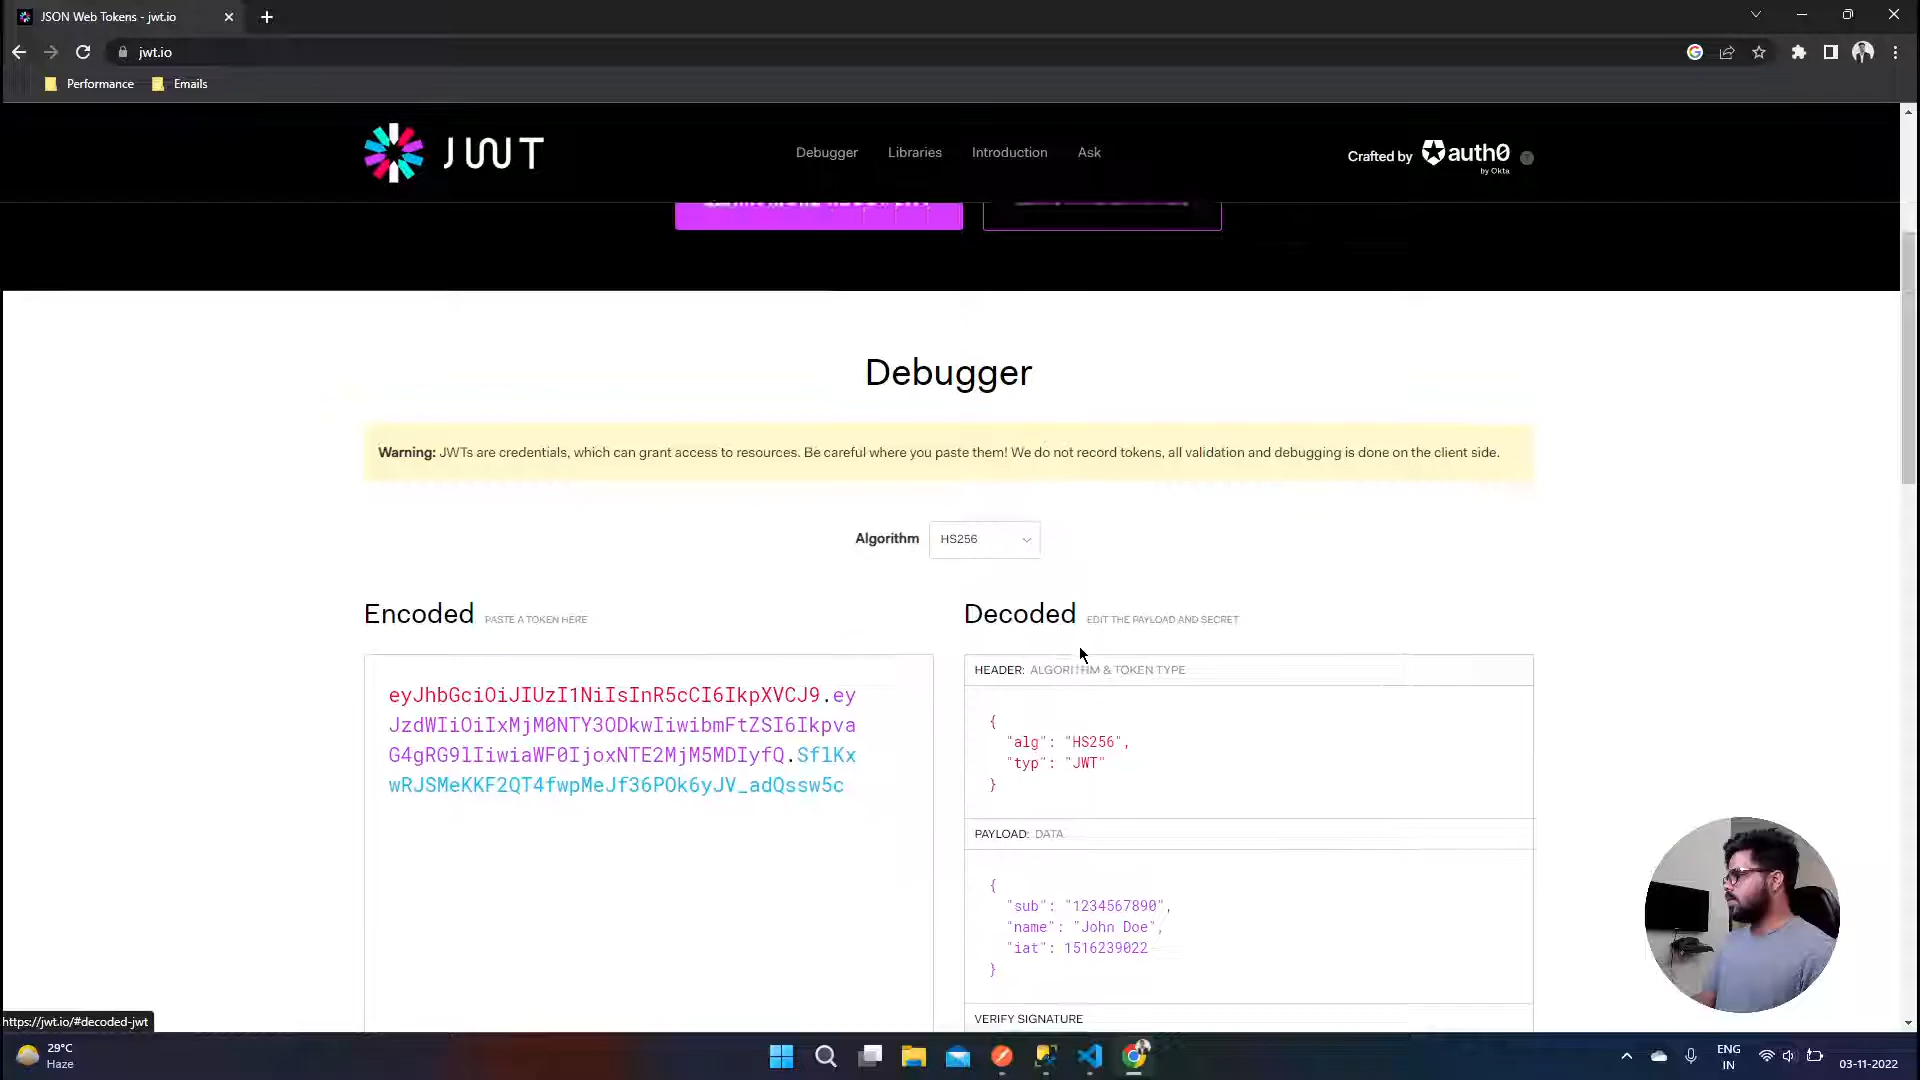 JSON Web Tokens - jwt.io
jwt.io
Performance
Emails
JWT
Debugger
Libraries
Introduction
Ask
Crafted by
auth0
by Okta
Debugger
Warning: JWTs are credentials, which can grant access to resources. Be careful where you paste them! We do not record tokens, all validation and debugging is done on the client side.
Algorithm
HS256
Encoded PASTE A TOKEN HERE
Decoded EDIT THE PAYLOAD AND SECRET
eyJhbGciOiJIUzI1NiIsInR5cCI6IkpXVCJ9.ey
JzdWIiOiIxMjM0NTY3ODkwIiwibmFtZSI6Ikpva
G4gRG9lIiwiaWF0IjoxNTE2MjM5MDIyfQ.SflKx
wRJSMeKKF2QT4fwpMeJf36POk6yJV_adQssw5c
HEADER: ALGORITHM & TOKEN TYPE
{
"alg": "HS256",
"typ": "JWT"
}
PAYLOAD: DATA
{
"sub": "1234567890",
"name": "John Doe",
"iat": 1516239022
}
VERIFY SIGNATURE
https://jwt.io/#decoded-jwt
29°C
Haze
ENG
IN
03-11-2022